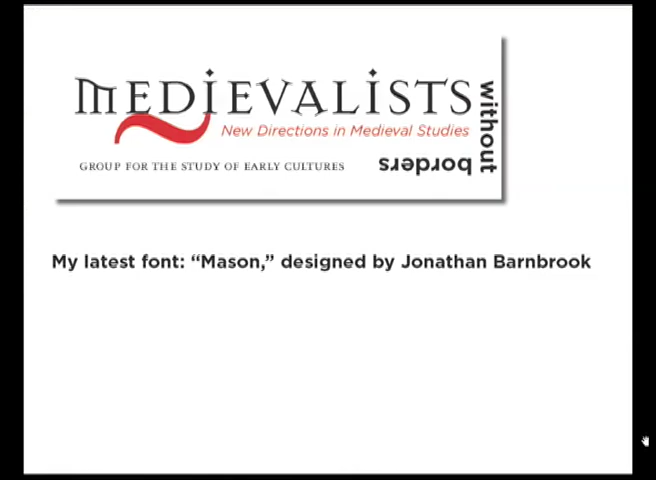 MEDIEVALISTS
without
borders
New Directions in Medieval Studies
GROUP FOR THE STUDY OF EARLY CULTURES
My latest font: “Mason,” designed by Jonathan Barnbrook